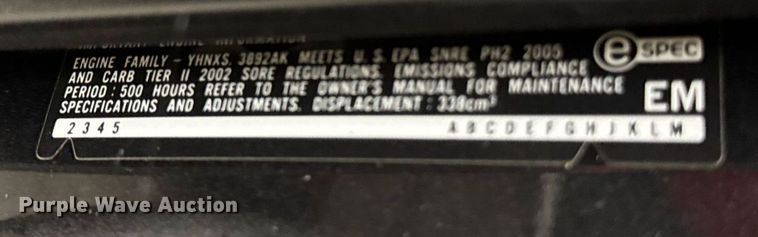 IMPORTANT ENGINE INFORMATION
ENGINE FAMILY - YHNXS.3892AK MEETS U.S. EPA SNRE PH2 2005
AND CARB TIER II 2002 SORE REGULATIONS. EMISSIONS COMPLIANCE
PERIOD : 500 HOURS REFER TO THE OWNER'S MANUAL FOR MAINTENANCE
SPECIFICATIONS AND ADJUSTMENTS. DISPLACEMENT : cm³
e SPEC
EM
2 3 4 5 A B C D E F G H J K L M
Purple Wave Auction